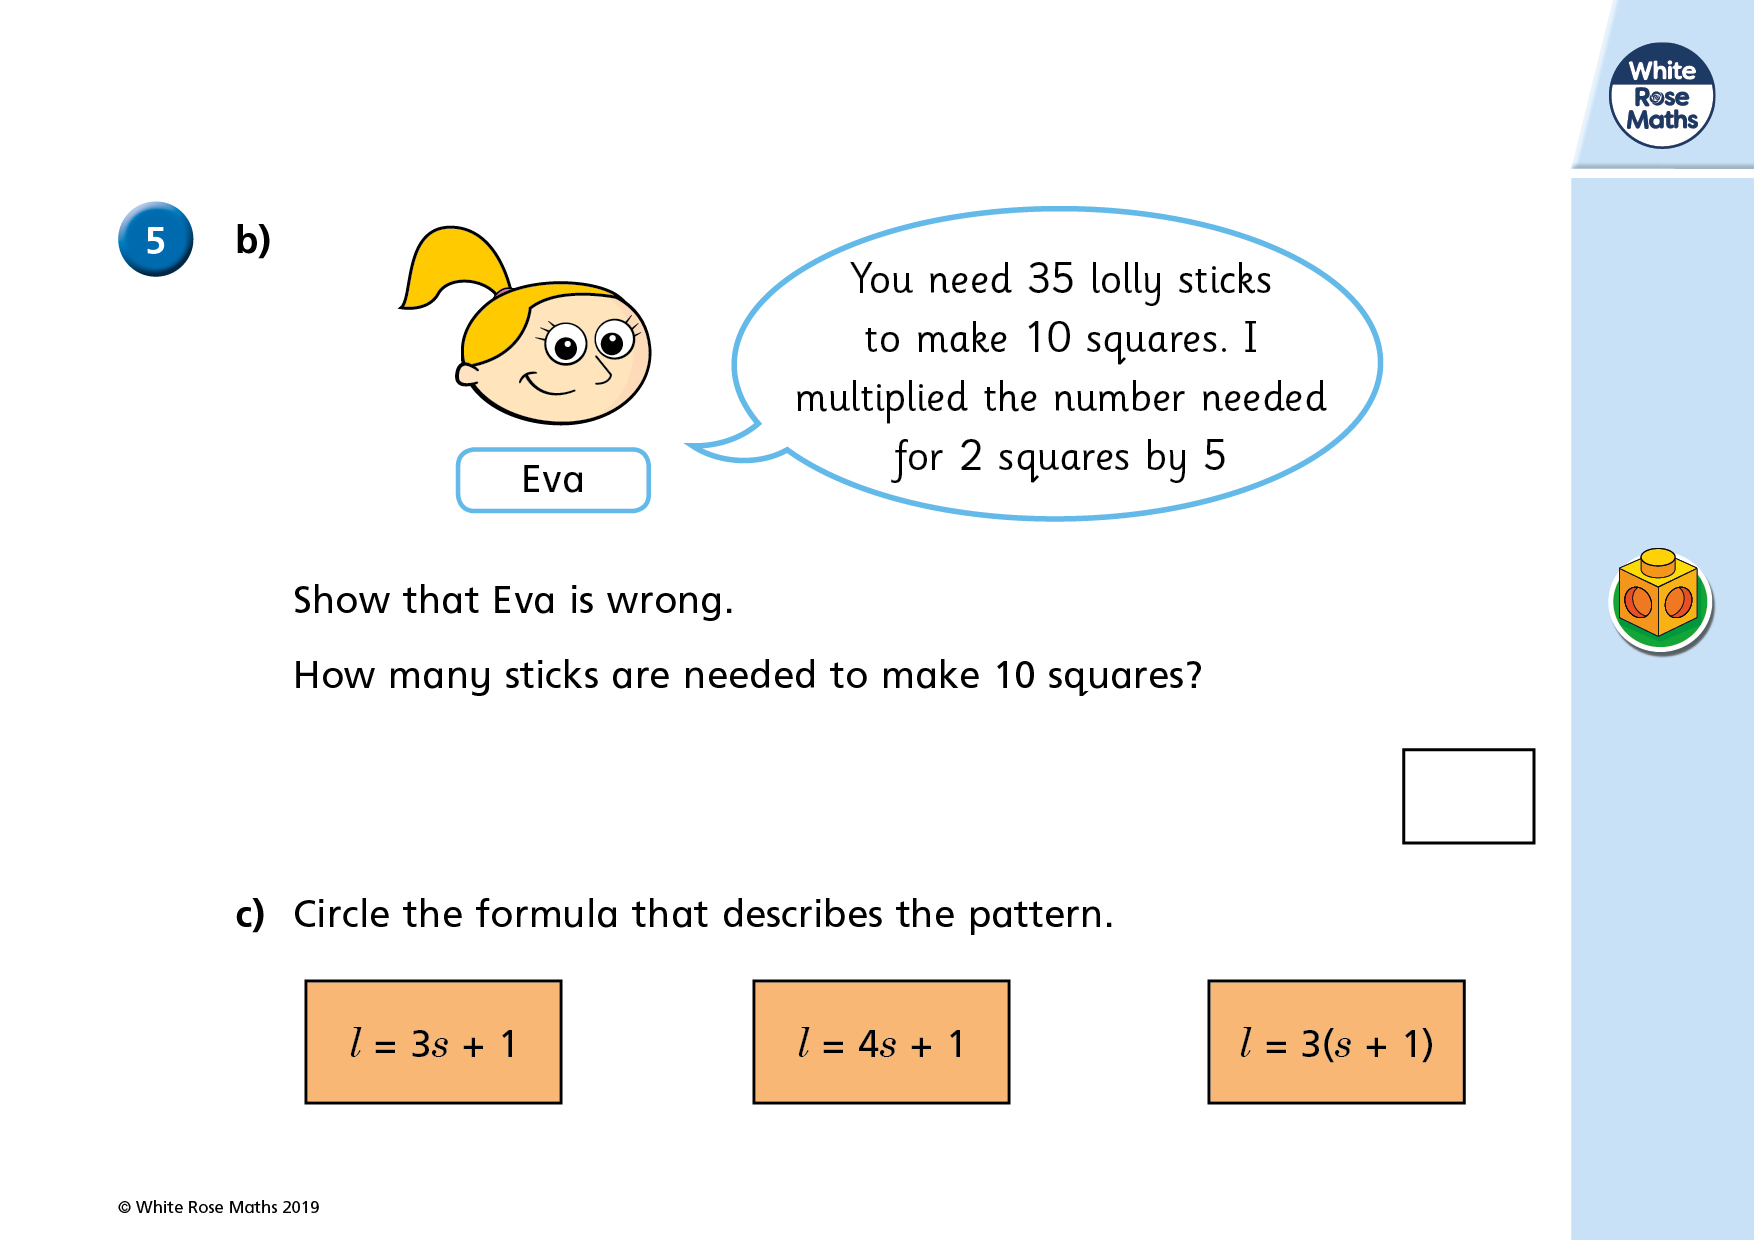 White
Rose
Maths
5 b)
You need 35 lolly sticks
to make 10 squares. I
multiplied the number needed
for 2 squares by 5
Eva
Show that Eva is wrong.
How many sticks are needed to make 10 squares?
c) Circle the formula that describes the pattern.
l = 3s + 1
l = 4s + 1
l = 3(s + 1)
© White Rose Maths 2019